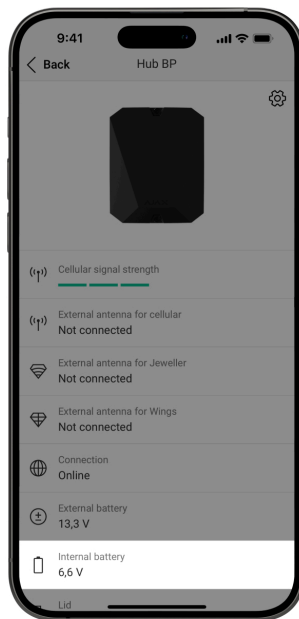 9:41
Back
Hub BP
Cellular signal strength
External antenna for cellular
Not connected
External antenna for Jeweller
Not connected
External antenna for Wings
Not connected
Connection
Online
External battery
13,3 V
Internal battery
6,6 V
Lid